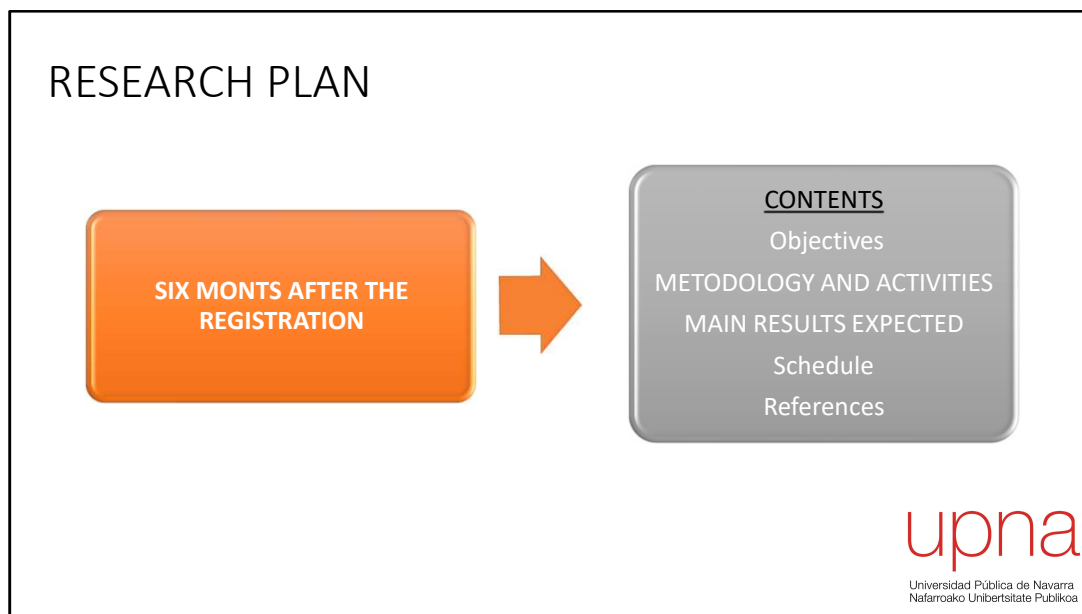 RESEARCH PLAN
SIX MONTS AFTER THE
REGISTRATION
CONTENTS
Objectives
METODOLOGY AND ACTIVITIES
MAIN RESULTS EXPECTED
Schedule
References
upna
Universidad Pública de Navarra
Nafarroako Unibertsitate Publikoa